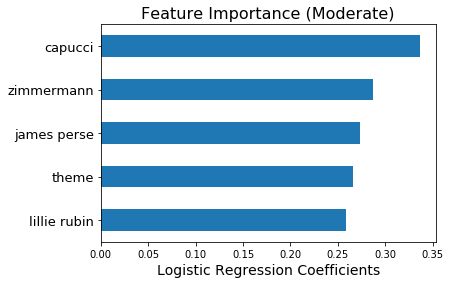 Feature Importance (Moderate)
capucci
zimmermann
james perse
theme
lillie rubin
0.00 0.05 0.10 0.15 0.20 0.25 0.30 0.35
Logistic Regression Coefficients